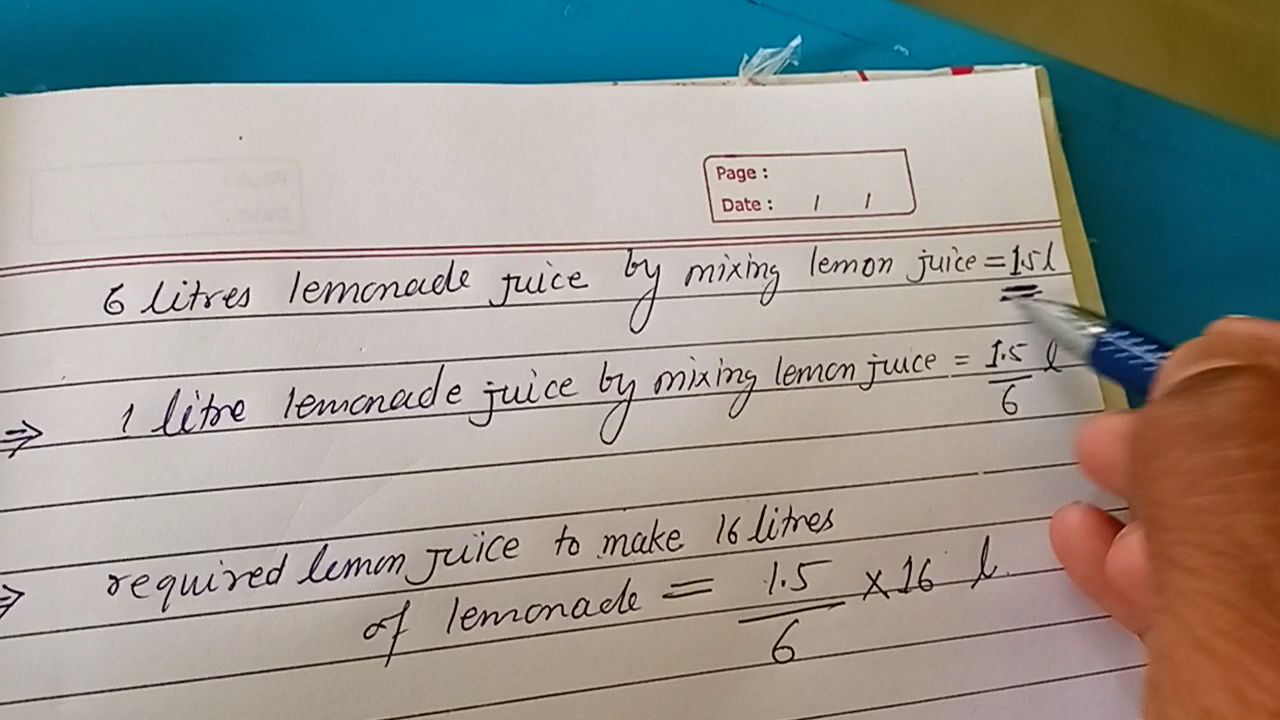 Page :
Date : / /
6 litres lemonade juice by mixing lemon juice = 1.5 l
⇒ 1 litre lemonade juice by mixing lemon juice = 1.5/6 l
⇒ required lemon juice to make 16 litres
of lemonade = 1.5/6 × 16 l.